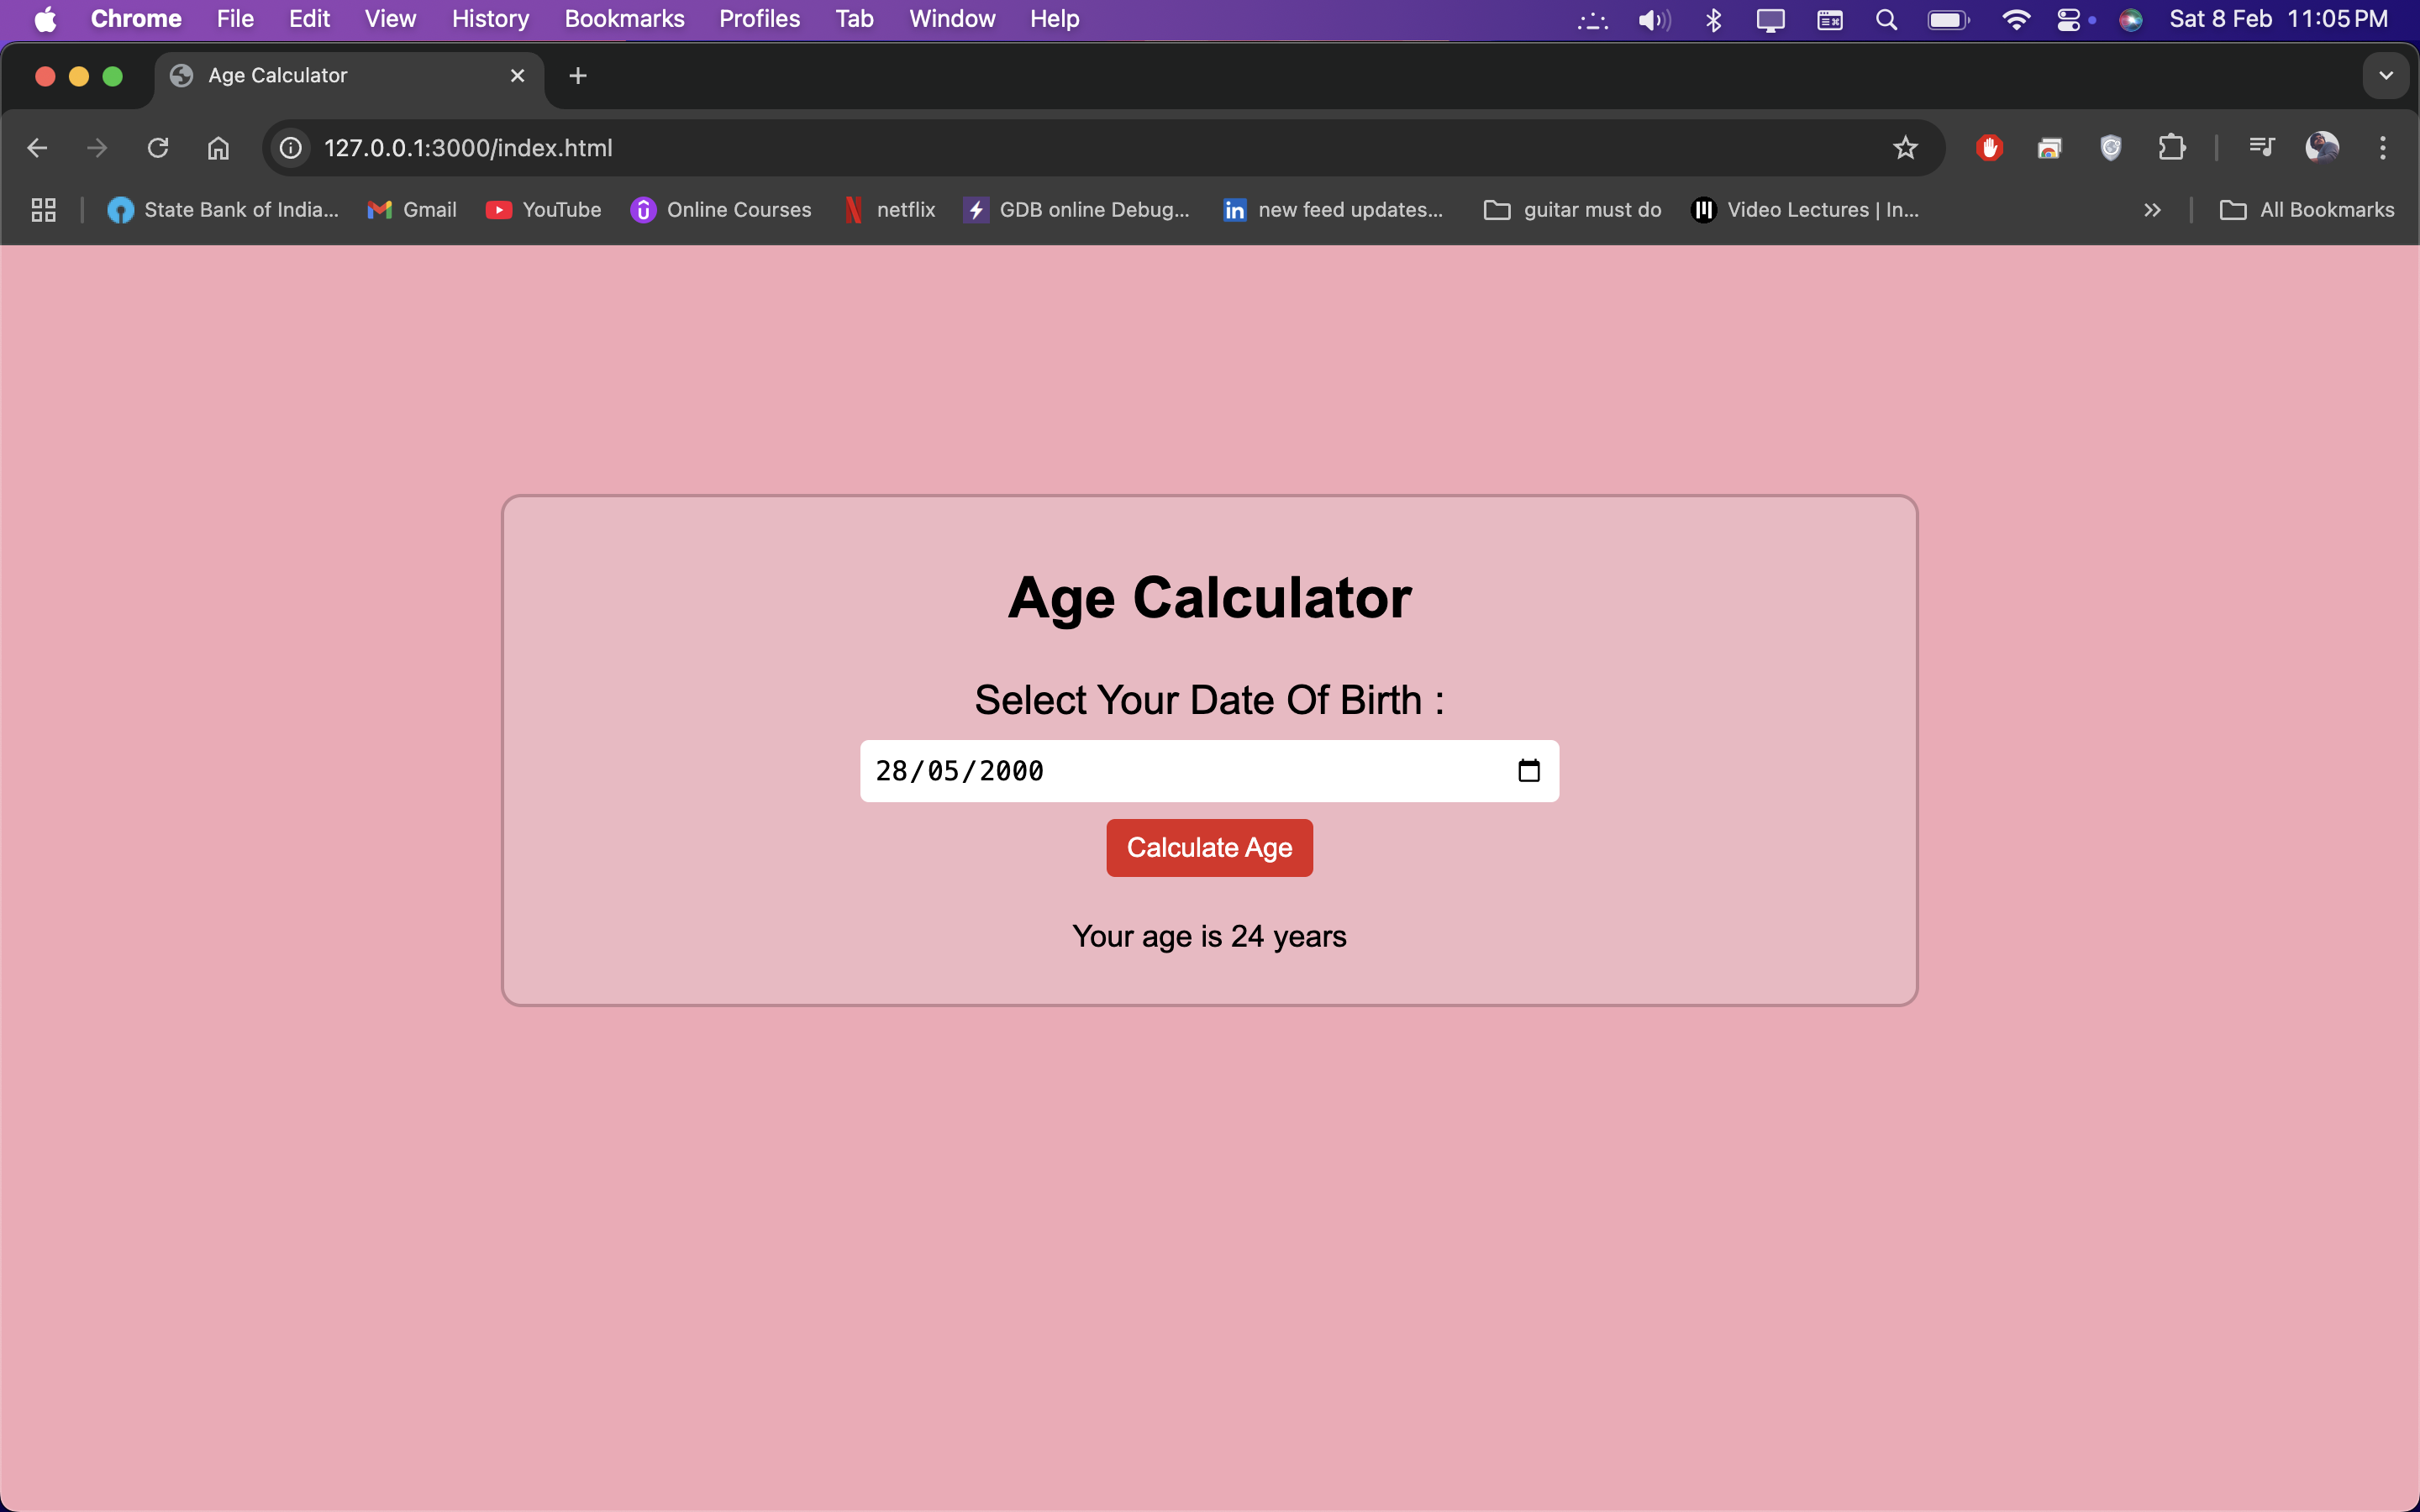 Chrome File Edit View History Bookmarks Profiles Tab Window Help Sat 8 Feb 11:05 PM
Age Calculator
127.0.0.1:3000/index.html
State Bank of India... Gmail YouTube Online Courses netflix GDB online Debug... in new feed updates... guitar must do Video Lectures | In... All Bookmarks
Age Calculator
Select Your Date Of Birth :
28/05/2000
Calculate Age
Your age is 24 years